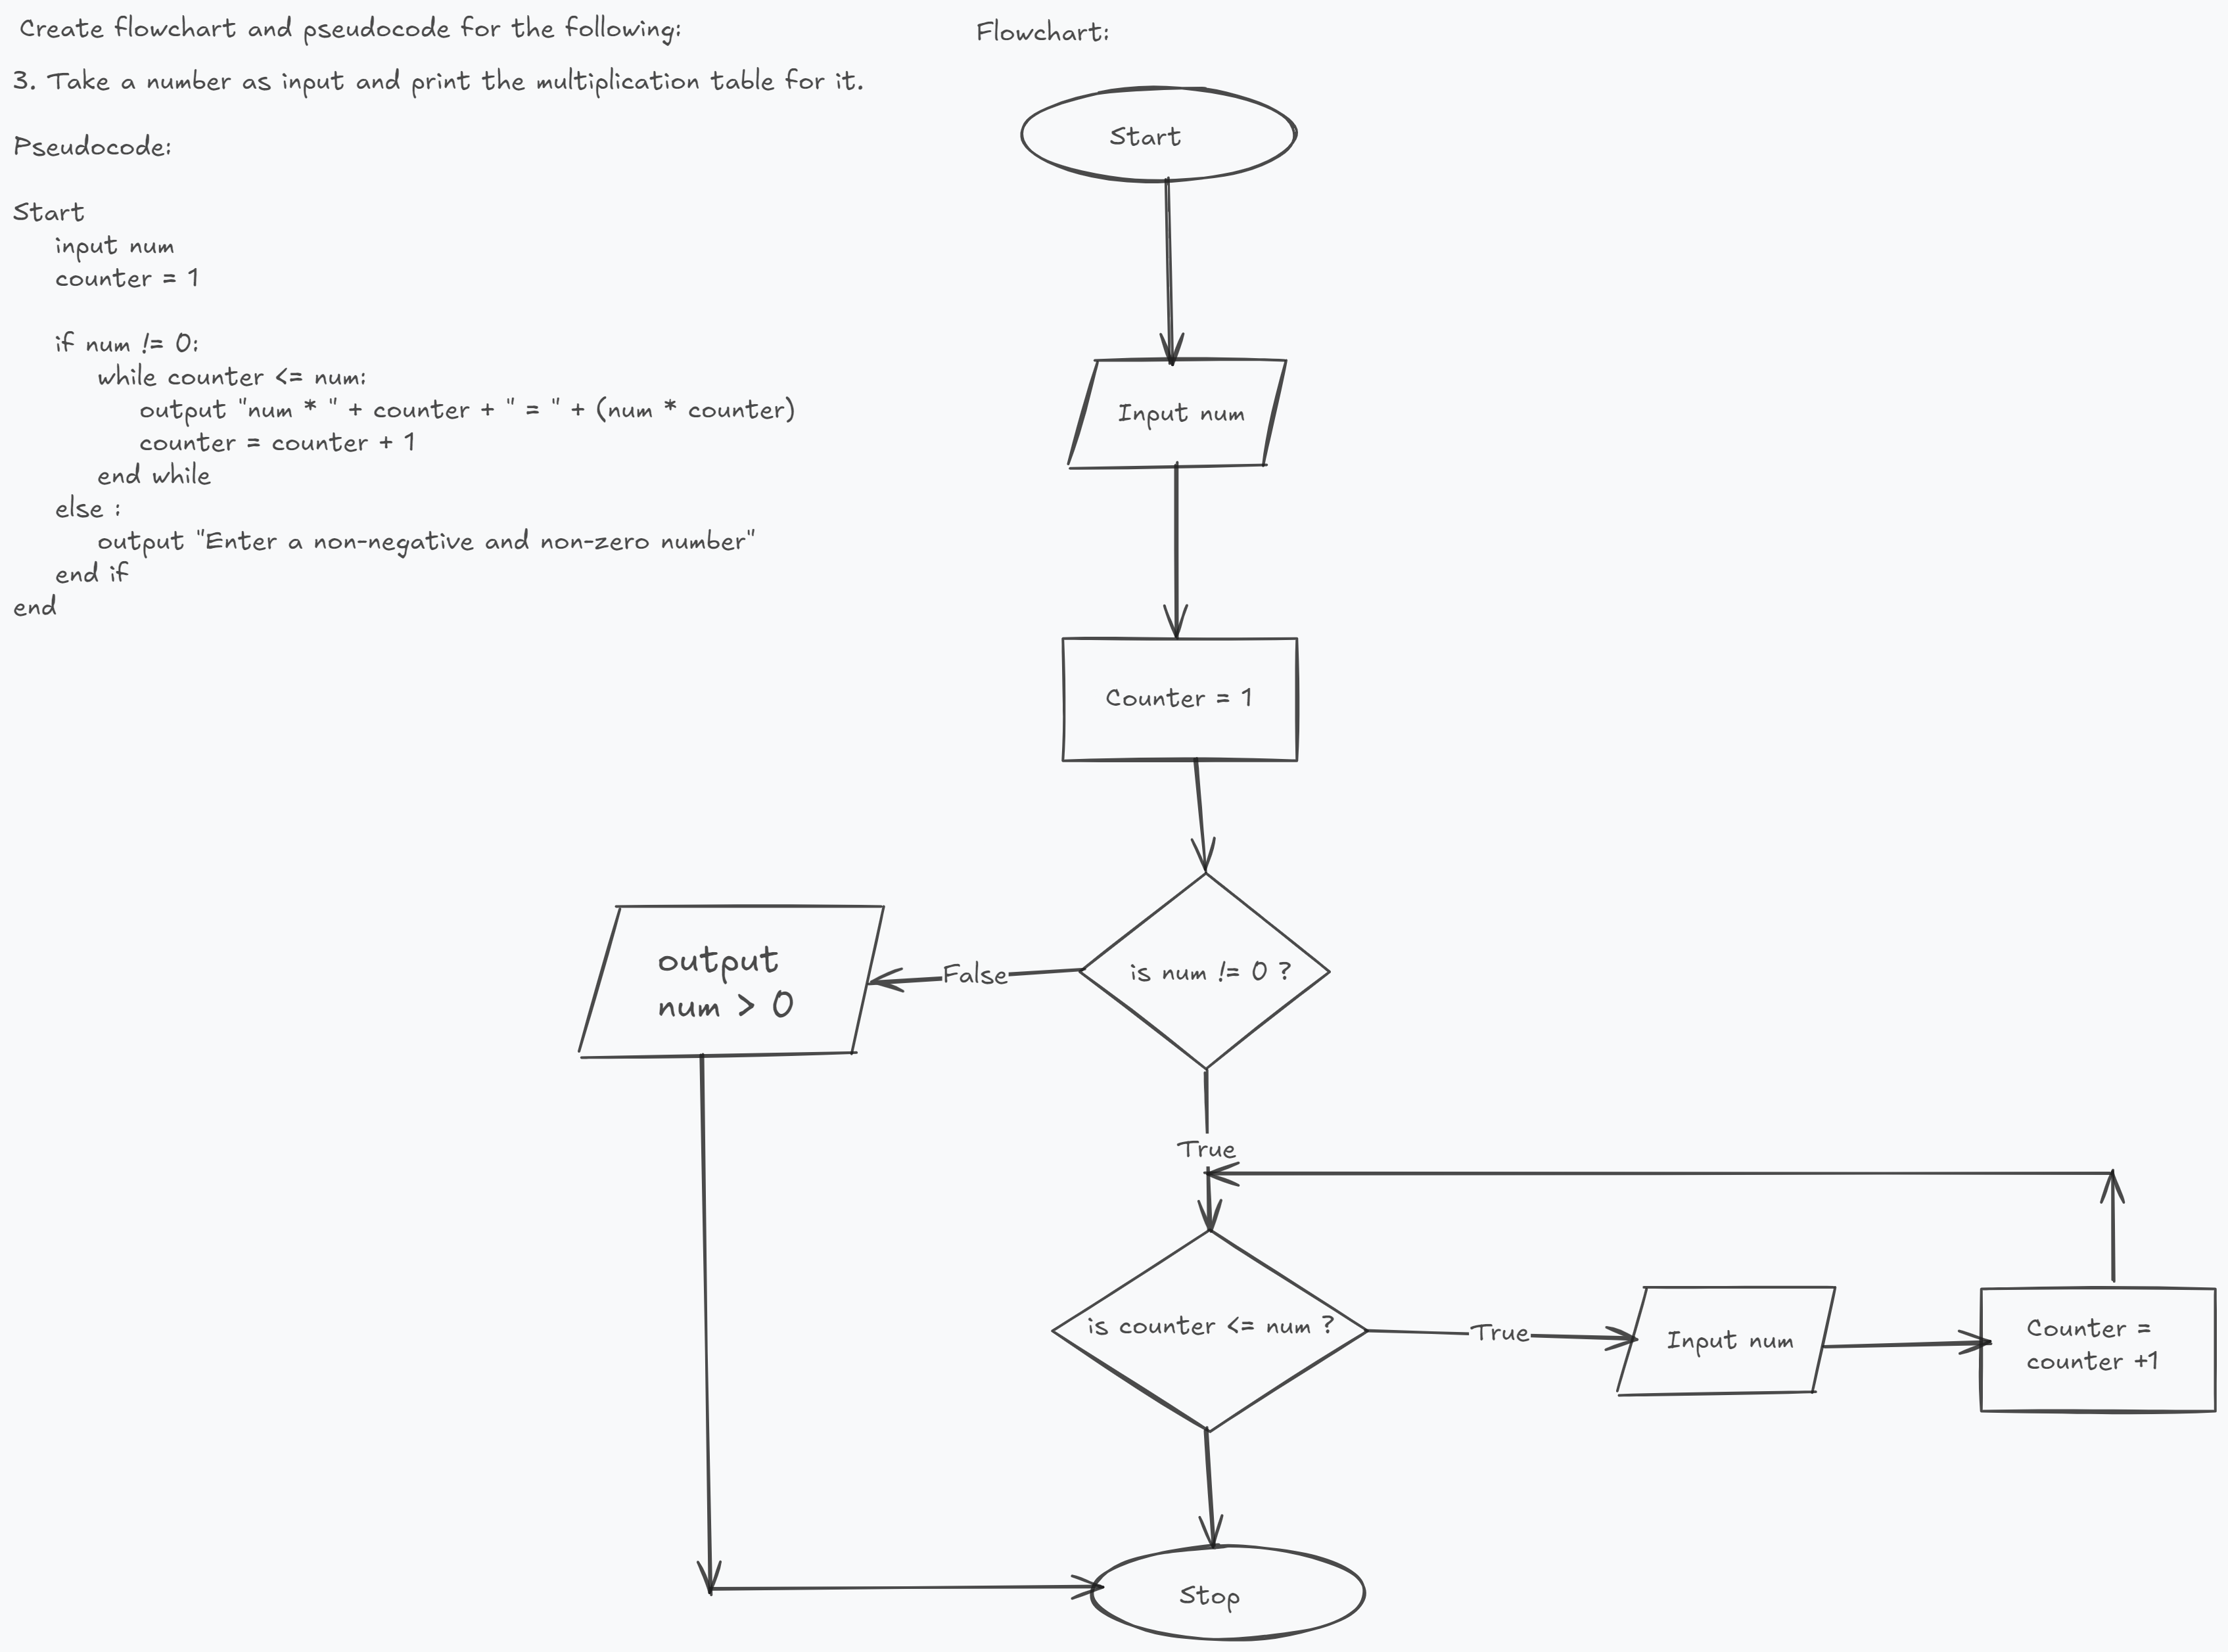 Create flowchart and pseudocode for the following:
3. Take a number as input and print the multiplication table for it.
Pseudocode:
Start
input num
counter = 1
if num != 0:
while counter <= num:
output "num * " + counter + " = " + (num * counter)
counter = counter + 1
end while
else :
output "Enter a non-negative and non-zero number"
end if
end
Flowchart:
Start
Input num
Counter = 1
is num != 0 ?
False
output
num > 0
True
is counter <= num ?
True
Input num
Counter =
counter +1
Stop